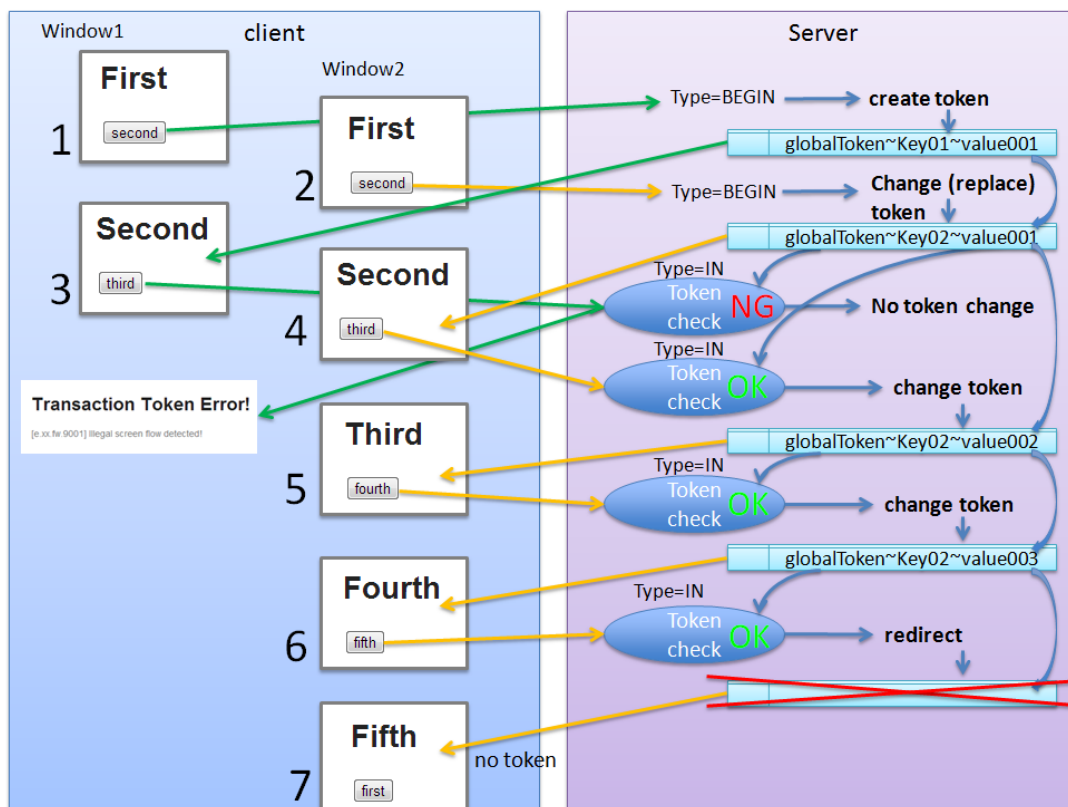 Window1
client
Server
First
Window2
1
second
First
2
second
Type=BEGIN
create token
globalToken~Key01~value001
Type=BEGIN
Change (replace)
token
globalToken~Key02~value001
Second
3
third
Second
4
third
Type=IN
Token
check
NG
No token change
Type=IN
Token
check
OK
change token
Transaction Token Error!
[e.xx.fw.9001] Illegal screen flow detected!
Third
5
fourth
globalToken~Key02~value002
Type=IN
Token
check
OK
change token
globalToken~Key02~value003
Fourth
6
fifth
Type=IN
Token
check
OK
redirect
Fifth
7
first
no token